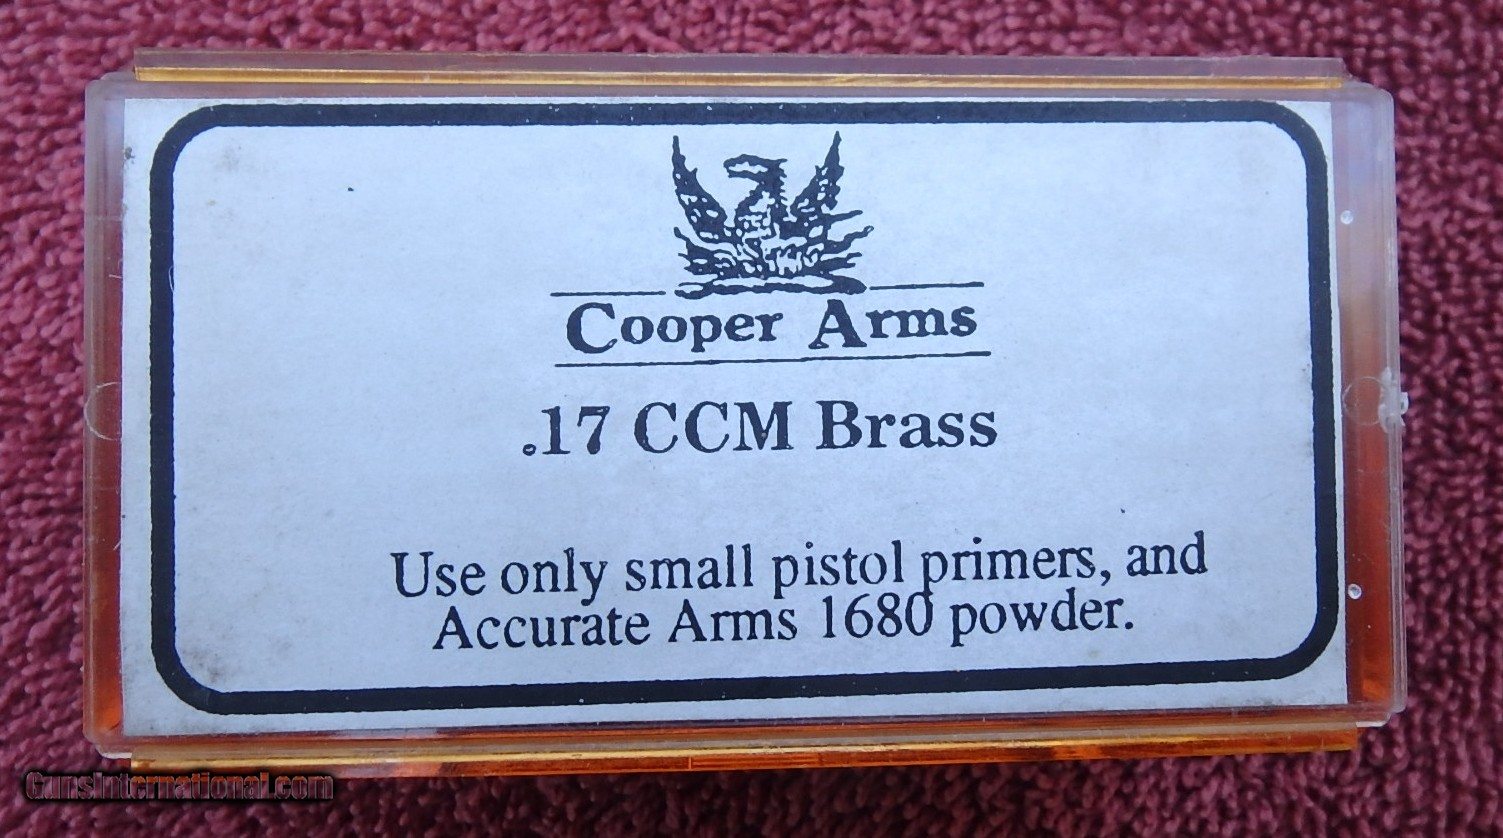 Cooper Arms
.17 CCM Brass
Use only small pistol primers, and
Accurate Arms 1680 powder.
GunsInternational.com